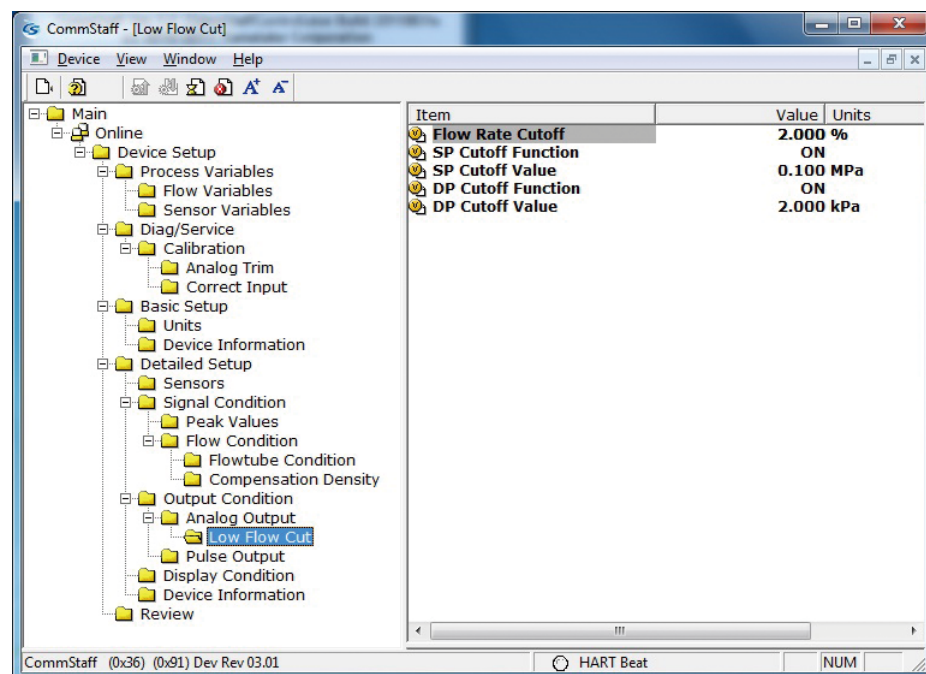 CommStaff - [Low Flow Cut]
Device View Window Help
A+ A-
Main
Online
Device Setup
Process Variables
Flow Variables
Sensor Variables
Diag/Service
Calibration
Analog Trim
Correct Input
Basic Setup
Units
Device Information
Detailed Setup
Sensors
Signal Condition
Peak Values
Flow Condition
Flowtube Condition
Compensation Density
Output Condition
Analog Output
Low Flow Cut
Pulse Output
Display Condition
Device Information
Review
Item Value Units
Flow Rate Cutoff 2.000 %
SP Cutoff Function ON
SP Cutoff Value 0.100 MPa
DP Cutoff Function ON
DP Cutoff Value 2.000 kPa
CommStaff (0x36) (0x91) Dev Rev 03.01 HART Beat NUM